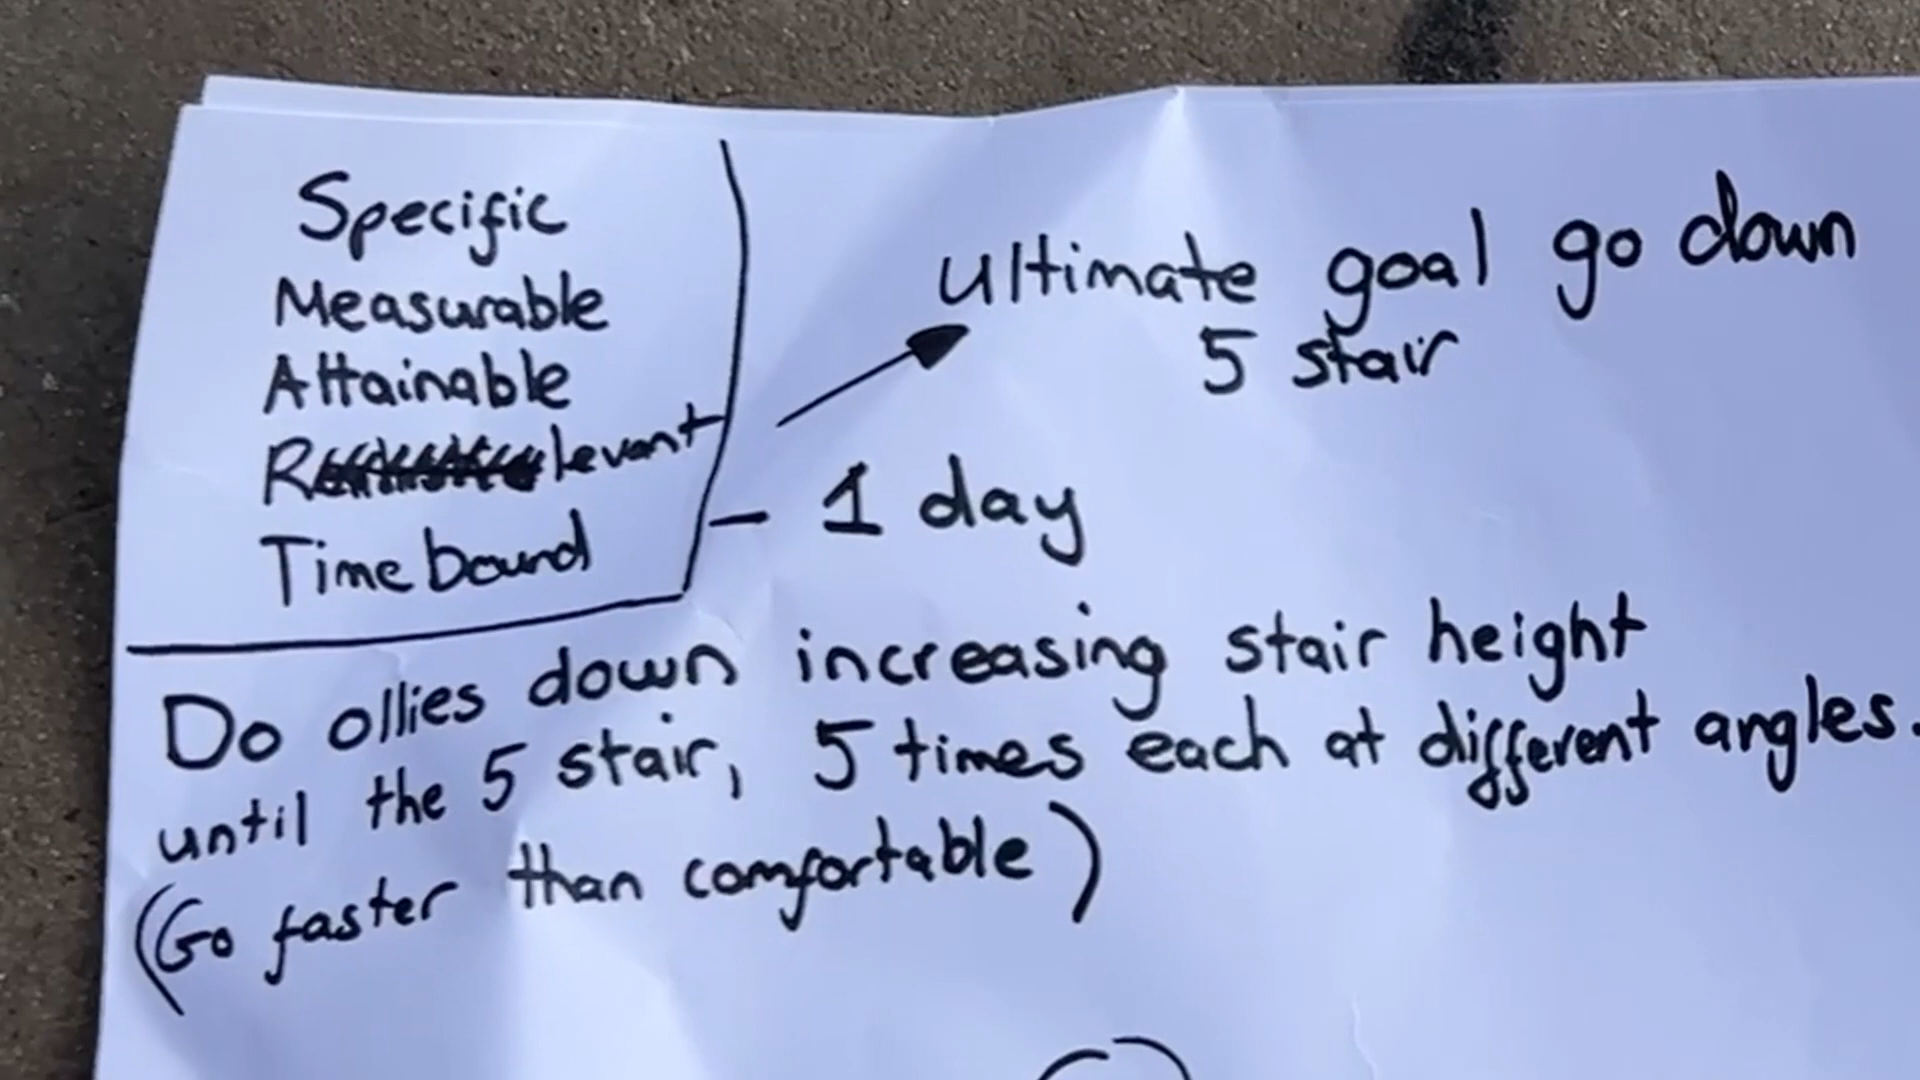 Specific
Measurable
Attainable
Relevant
Time bound
ultimate goal go down
5 stair
- 1 day
Do ollies down increasing stair height
until the 5 stair, 5 times each at different angles.
(Go faster than comfortable)